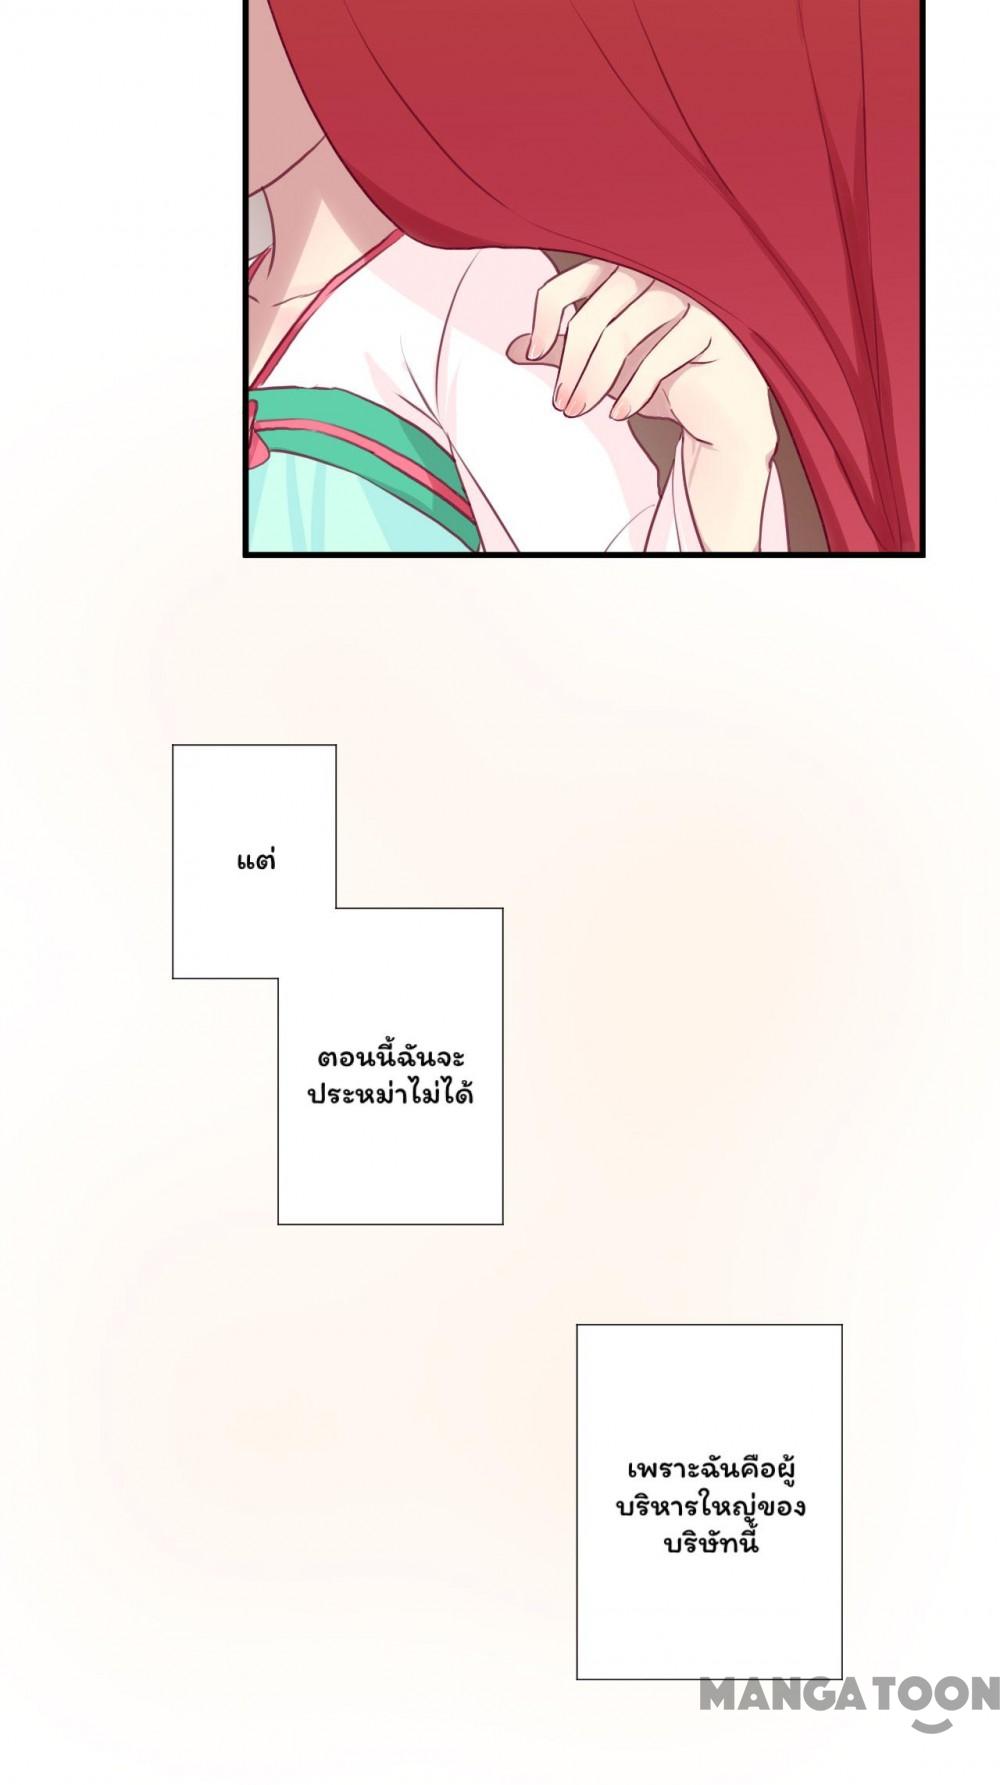 แต่
ตอนนี้ฉันจะ
ประหม่าไม่ได้
เพราะฉันคือผู้
บริหารใหญ่ของ
บริษัทนี้
MANGATOON